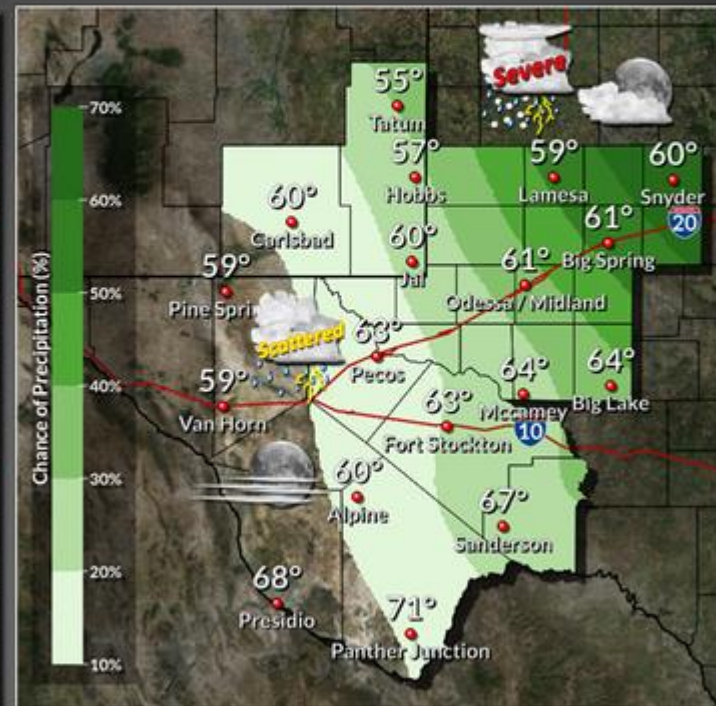 Severe
70%
55°
Tatum
57°
Hobbs
59°
Lamesa
60°
Snyder
60%
60°
Carlsbad
61°
Big Spring
20
60°
Jal
59°
Pine Spri
61°
Odessa / Midland
50%
Scattered
63°
Pecos
40%
59°
Van Horn
64°
Mccamey
64°
Big Lake
63°
Fort Stockton
10
Chance of Precipitation (%)
30%
60°
Alpine
67°
Sanderson
20%
68°
Presidio
71°
Panther Junction
10%